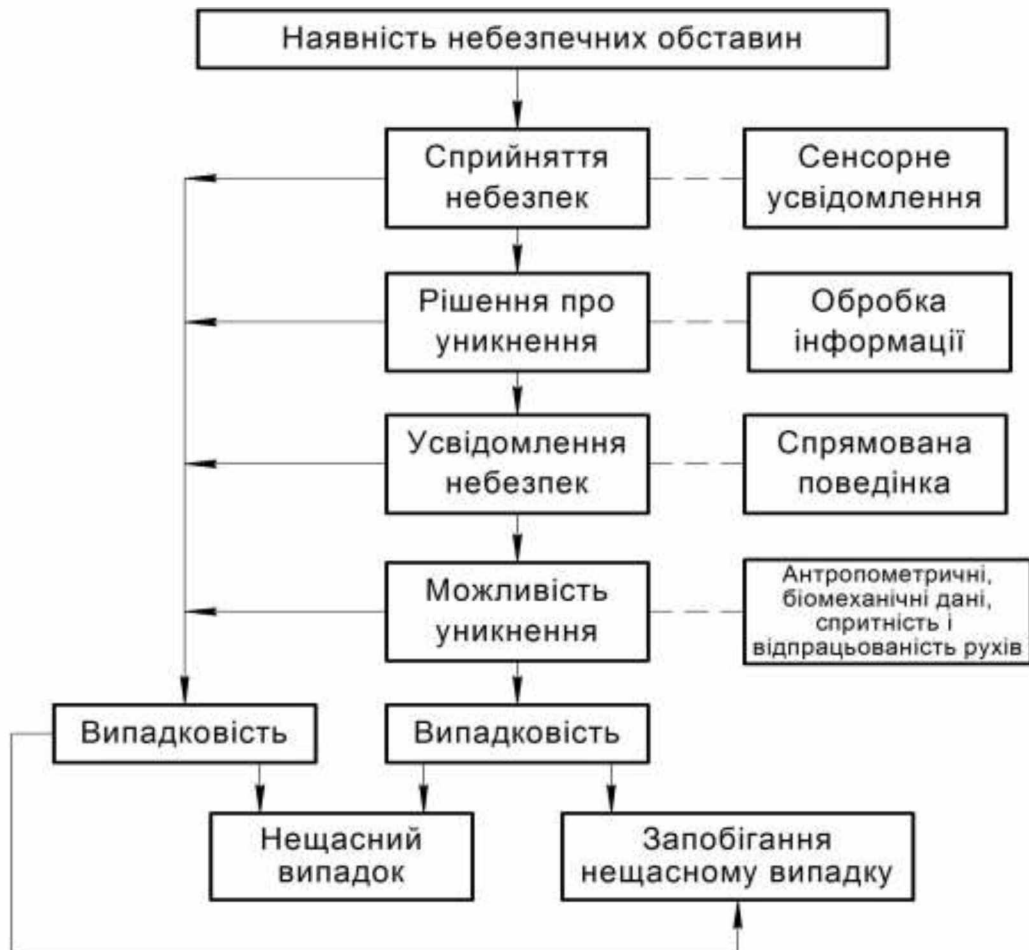 Наявність небезпечних обставин
Сприйняття
небезпек
Сенсорне
усвідомлення
Рішення про
уникнення
Обробка
інформації
Усвідомлення
небезпек
Спрямована
поведінка
Можливість
уникнення
Антропометричні,
біомеханічні дані,
спритність і
відпрацьованість рухів
Випадковість
Випадковість
Нещасний
випадок
Запобігання
нещасному випадку